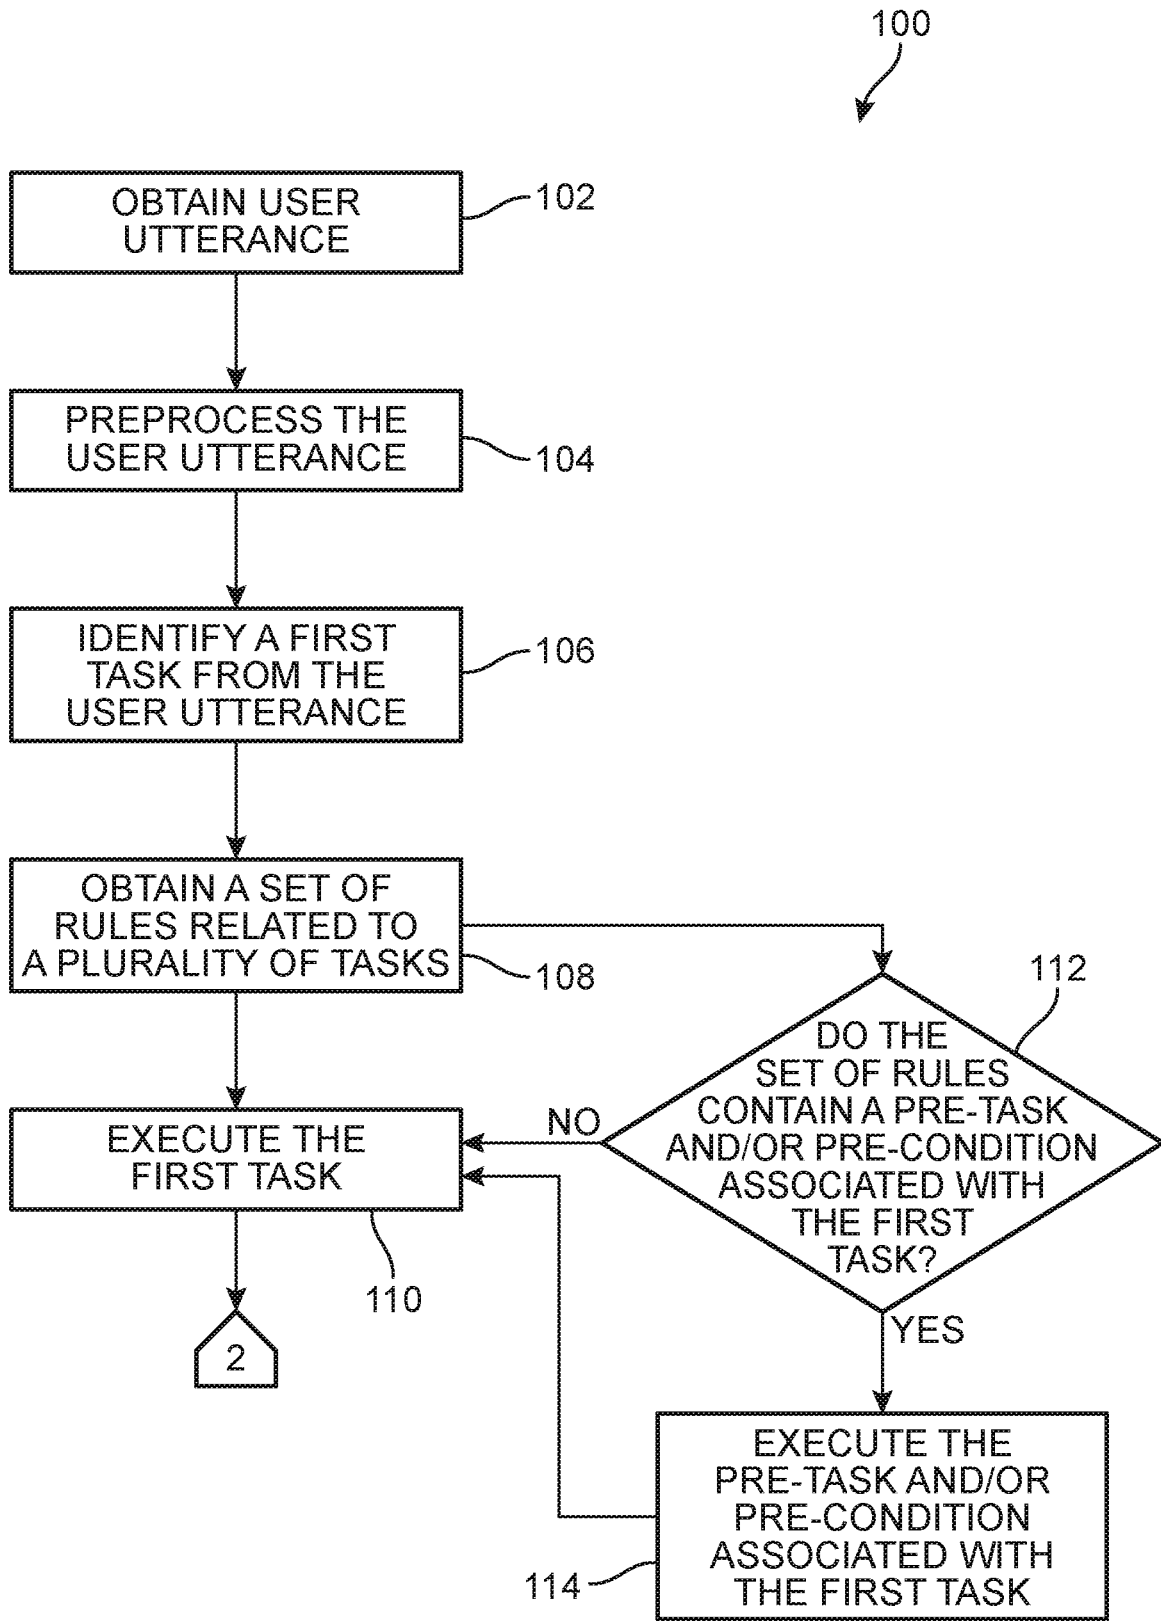 100
OBTAIN USER
UTTERANCE
102
PREPROCESS THE
USER UTTERANCE
104
IDENTIFY A FIRST
TASK FROM THE
USER UTTERANCE
106
OBTAIN A SET OF
RULES RELATED TO
A PLURALITY OF TASKS
108
112
DO THE
SET OF RULES
CONTAIN A PRE-TASK
AND/OR PRE-CONDITION
ASSOCIATED WITH
THE FIRST
TASK?
NO
EXECUTE THE
FIRST TASK
110
YES
2
EXECUTE THE
PRE-TASK AND/OR
PRE-CONDITION
ASSOCIATED WITH
THE FIRST TASK
114